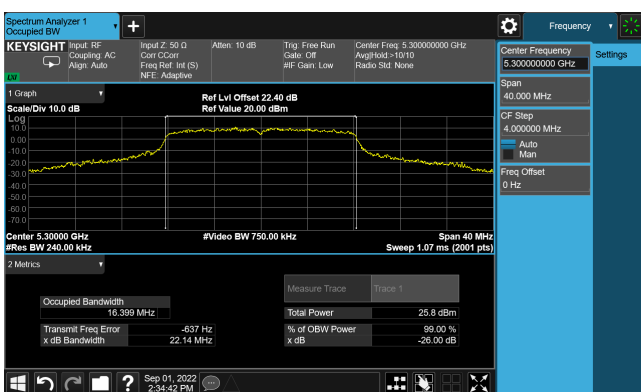 Spectrum Analyzer 1
Occupied BW
Frequency
KEYSIGHT
Input: RF
Coupling: AC
Align: Auto
Input Z: 50 Ω
Corr CCorr
Freq Ref: Int (S)
NFE: Adaptive
Atten: 10 dB
Trig: Free Run
Gate: Off
#IF Gain: Low
Center Freq: 5.300000000 GHz
Avg|Hold >10/10
Radio Std: None
LXI
Center Frequency
5.300000000 GHz
Settings
Span
40.000 MHz
CF Step
4.000000 MHz
Auto
Man
Freq Offset
0 Hz
1 Graph
Scale/Div 10.0 dB
Ref Lvl Offset 22.40 dB
Ref Value 20.00 dBm
Log
10.0
0.00
-10.0
-20.0
-30.0
-40.0
-50.0
-60.0
-70.0
Center 5.30000 GHz
#Res BW 240.00 kHz
#Video BW 750.00 kHz
Span 40 MHz
Sweep 1.07 ms (2001 pts)
2 Metrics
Measure Trace
Trace 1
Occupied Bandwidth
16.399 MHz
Total Power
25.8 dBm
Transmit Freq Error
-637 Hz
% of OBW Power
99.00 %
x dB Bandwidth
22.14 MHz
x dB
-26.00 dB
?
Sep 01, 2022
2:34:42 PM